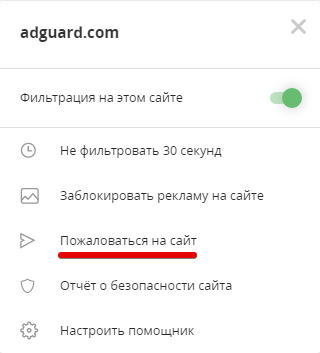 adguard.com
Фильтрация на этом сайте
Не фильтровать 30 секунд
Заблокировать рекламу на сайте
Пожаловаться на сайт
Отчёт о безопасности сайта
Настроить помощник